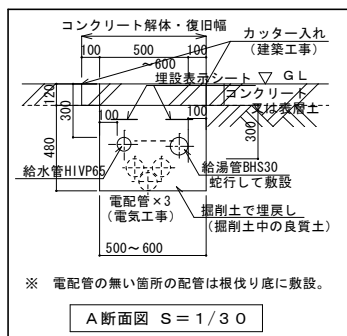 コンクリート解体・復旧幅
カッター入れ
(建築工事)
100 500 100
～600
埋設表示シート ▽ GL
コンクリート
又は表層土
120
300
480
100
100
300
給水管HIVP65
給湯管BHS30
蛇行して敷設
電配管×3
(電気工事)
掘削土で埋戻し
(掘削土中の良質土)
500～600
※ 電配管の無い箇所の配管は根伐り底に敷設。
A断面図 S=1/30